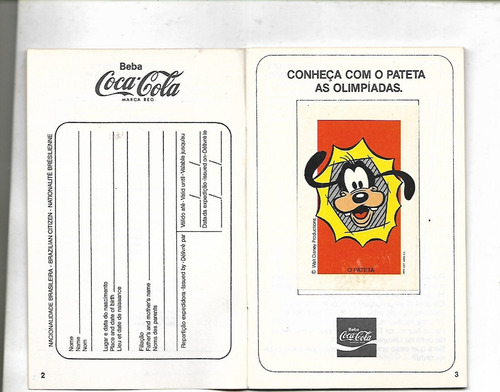 Beba
Coca-Cola
MARCA REG.
NACIONALIDADE BRASILEIRA - BRAZILIAN CITIZEN - NATIONALITÉ BRÉSILIENNE
Nome
Name
Nom
Lugar e data do nascimento
Place and date of birth
Lieu et date de naissance
Filiação
Father's and mother's name
Noms des parents
Repartição expedidora - Issued by - Délivré par
Válido até - Valid until - Valable jusqu'au
Data da expedição - Issued on - Délivré le
2
CONHEÇA COM O PATETA
AS OLIMPÍADAS.
© Walt Disney Productions
O PATETA
Beba
Coca-Cola
3